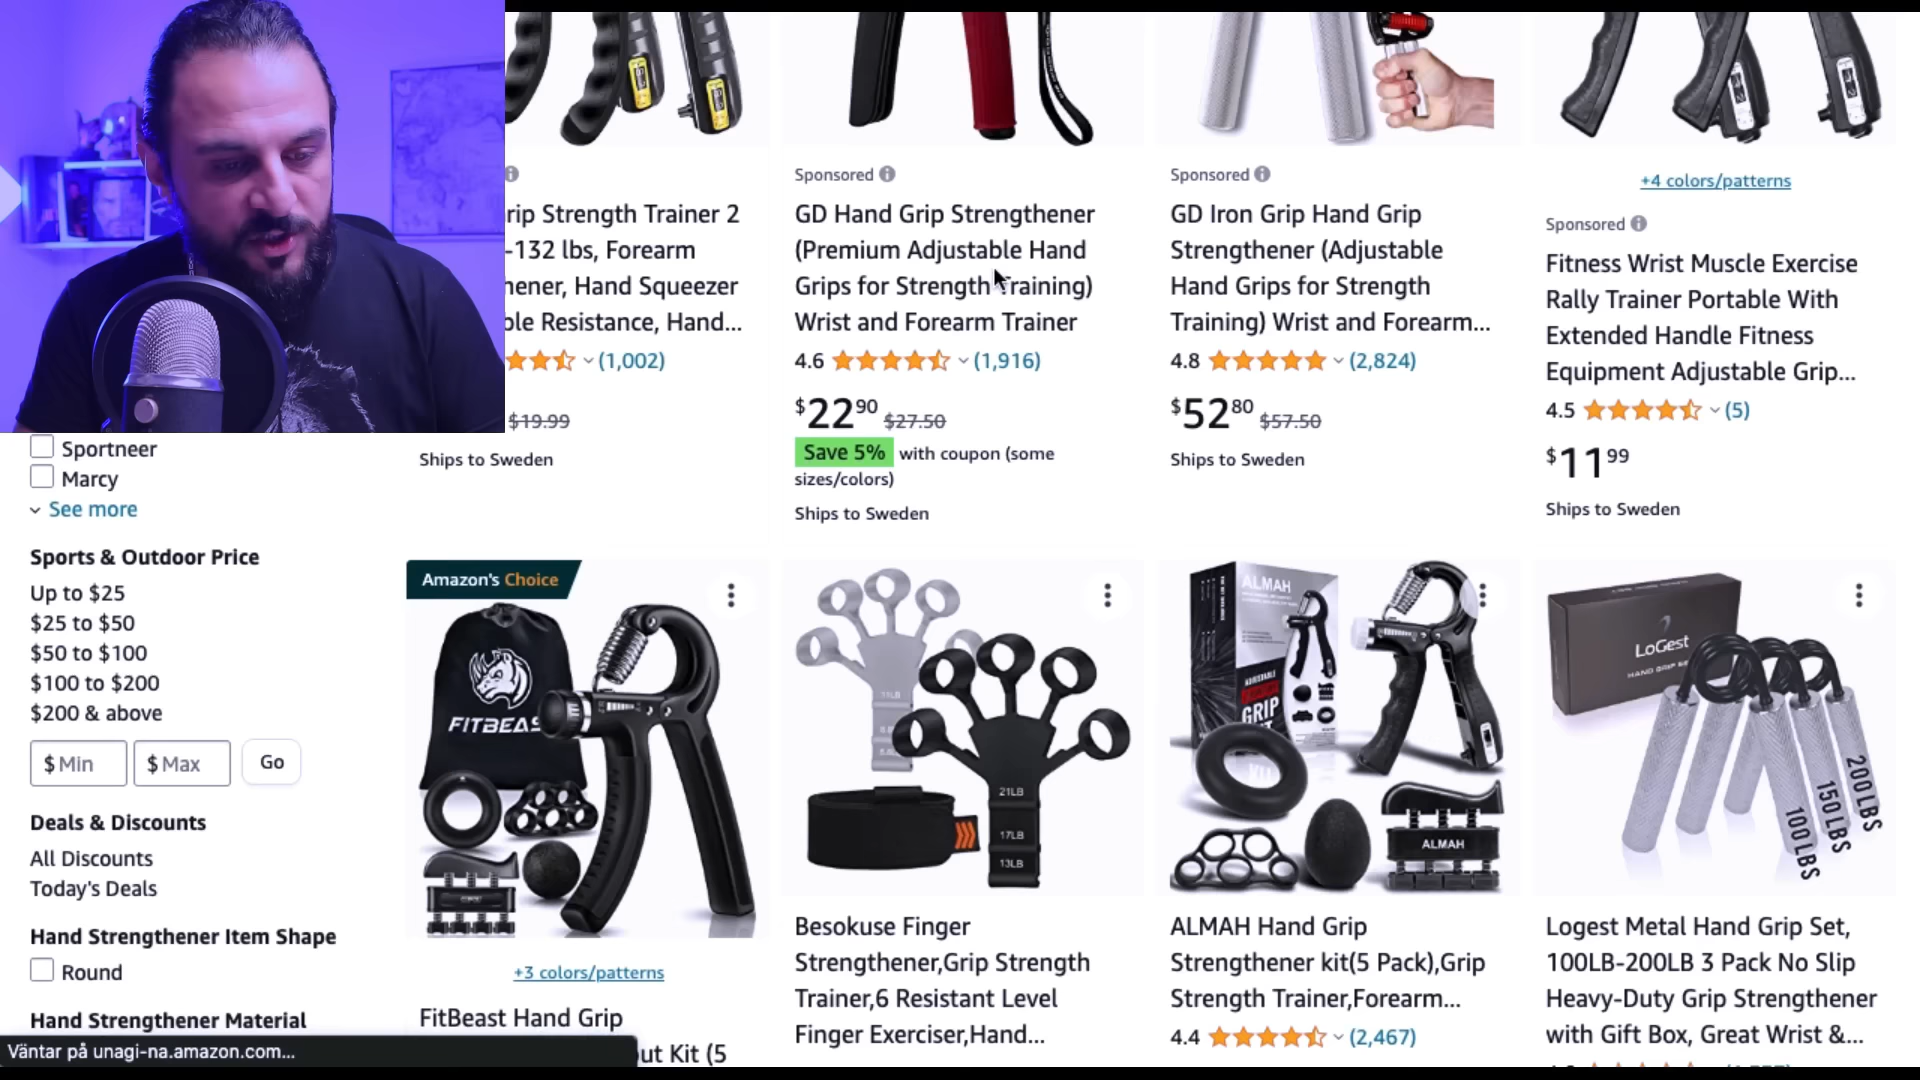 Sponsored
Sponsored
+4 colors/patterns
rip Strength Trainer 2
-132 lbs, Forearm
ener, Hand Squeezer
ble Resistance, Hand...
(1,002)
$19.99
Ships to Sweden
GD Hand Grip Strengthener
(Premium Adjustable Hand
Grips for Strength Training)
Wrist and Forearm Trainer
4.6 (1,916)
$22 90 $27.50
Save 5% with coupon (some
sizes/colors)
Ships to Sweden
GD Iron Grip Hand Grip
Strengthener (Adjustable
Hand Grips for Strength
Training) Wrist and Forearm...
4.8 (2,824)
$52 80 $57.50
Ships to Sweden
Sponsored
Fitness Wrist Muscle Exercise
Rally Trainer Portable With
Extended Handle Fitness
Equipment Adjustable Grip...
4.5 (5)
$11 99
Ships to Sweden
Sportneer
Marcy
See more
Sports & Outdoor Price
Up to $25
$25 to $50
$50 to $100
$100 to $200
$200 & above
$ Min $ Max Go
Deals & Discounts
All Discounts
Today's Deals
Hand Strengthener Item Shape
Round
Hand Strengthener Material
Väntar på unagi-na.amazon.com...
Amazon's Choice
FITBEAS
+3 colors/patterns
FitBeast Hand Grip
ut Kit (5
11LB
21LB
17LB
13LB
Besokuse Finger
Strengthener,Grip Strength
Trainer,6 Resistant Level
Finger Exerciser,Hand...
ALMAH
GRIP
ALMAH
ALMAH Hand Grip
Strengthener kit(5 Pack),Grip
Strength Trainer,Forearm...
4.4 (2,467)
LoGest
HAND GRIP SE
100LBS
150LBS
200LBS
Logest Metal Hand Grip Set,
100LB-200LB 3 Pack No Slip
Heavy-Duty Grip Strengthener
with Gift Box, Great Wrist &...